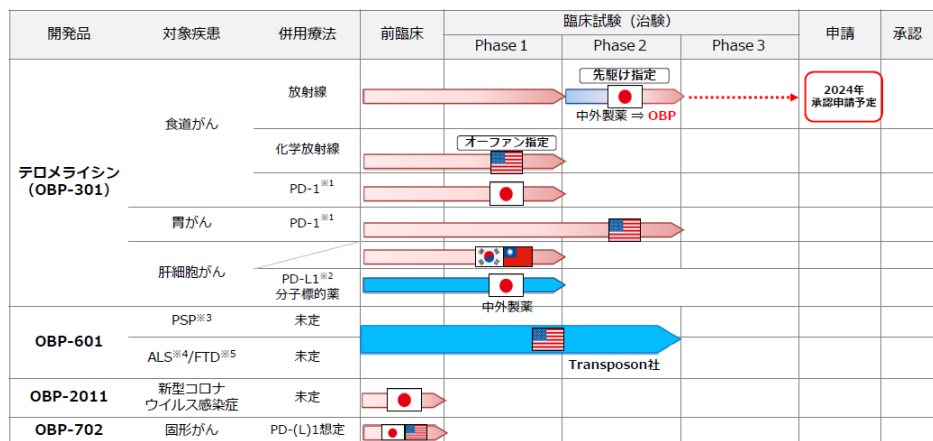 開発品 対象疾患 併用療法 前臨床 臨床試験（治験） 申請 承認
Phase 1 Phase 2 Phase 3
テロメライシン
（OBP-301）
食道がん
放射線
先駆け指定
中外製薬 ⇒ OBP
2024年
承認申請予定
化学放射線
オーファン指定
PD-1※1
胃がん PD-1※1
肝細胞がん
PD-L1※2
分子標的薬
中外製薬
OBP-601
PSP※3 未定
ALS※4/FTD※5 未定
Transposon社
OBP-2011
新型コロナ
ウイルス感染症
未定
OBP-702 固形がん PD-(L)1想定